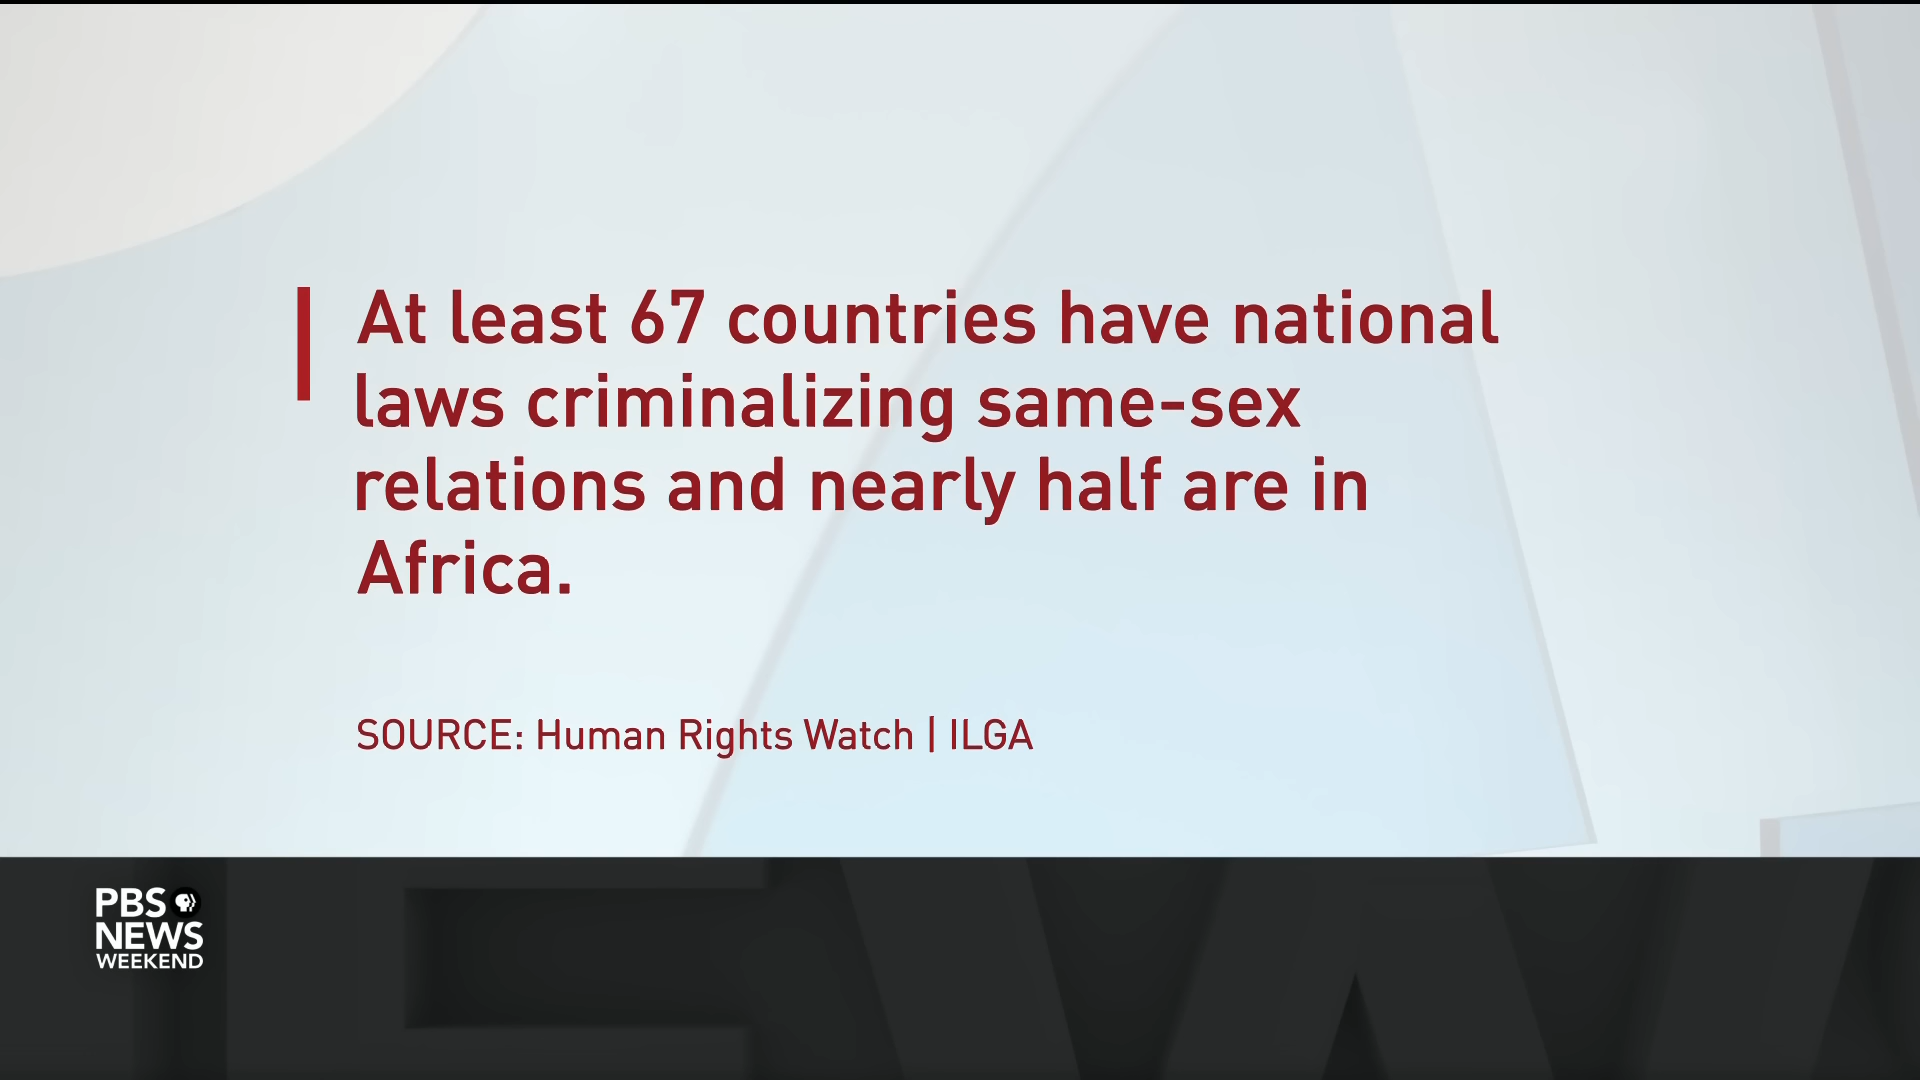 At least 67 countries have national
laws criminalizing same-sex
relations and nearly half are in
Africa.
SOURCE: Human Rights Watch | ILGA
PBS
NEWS
WEEKEND